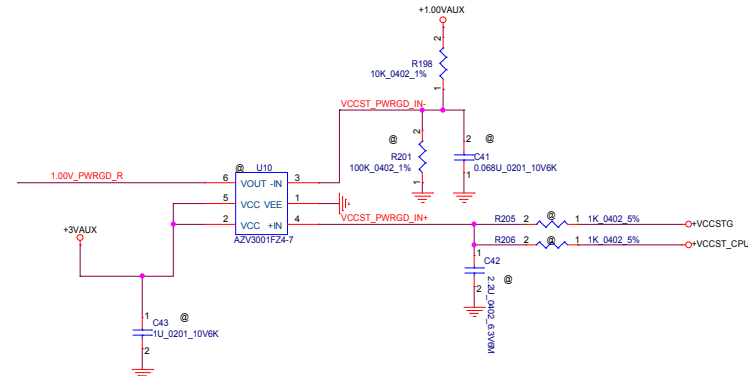 +1.00VAUX
2
R198
10K_0402_1%
1
VCCST_PWRGD_IN-
@
2
R201
100K_0402_1%
1
2
@
C41
0.068U_0201_10V6K
1
@
U10
1.00V_PWRGD_R
6
VOUT
-IN
3
5
VCC
VEE
1
2
VCC
+IN
4
AZV3001FZ4-7
VCCST_PWRGD_IN+
R205
2
@
1
1K_0402_5%
+VCCSTG
R206
2
@
1
1K_0402_5%
+VCCST_CPU
+3VAUX
1
C42
@
2
2.2U_0402_6.3V6M
1
@
C43
1U_0201_10V6K
2